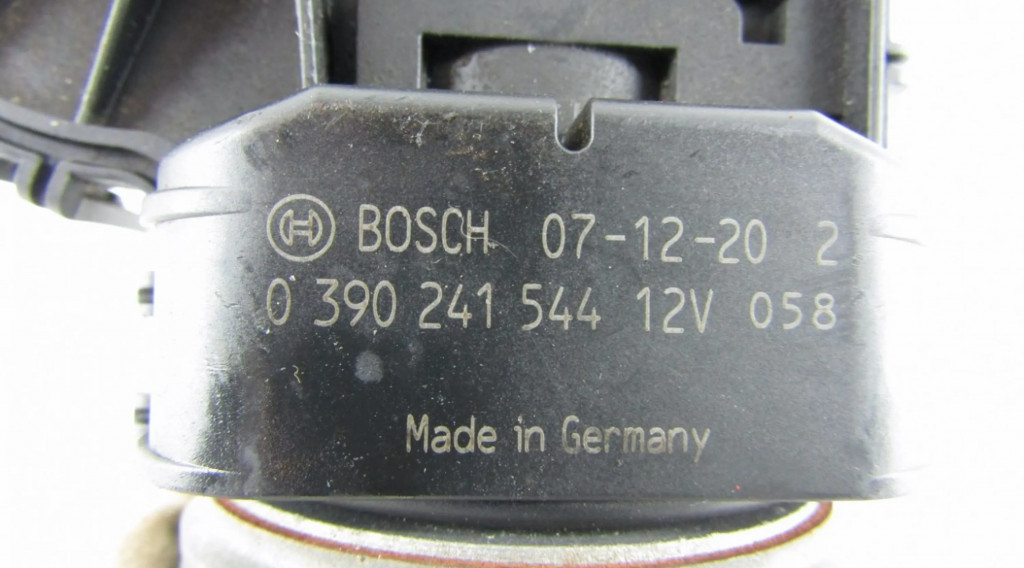 BOSCH 07-12-20 2
0 390 241 544 12V 058
Made in Germany